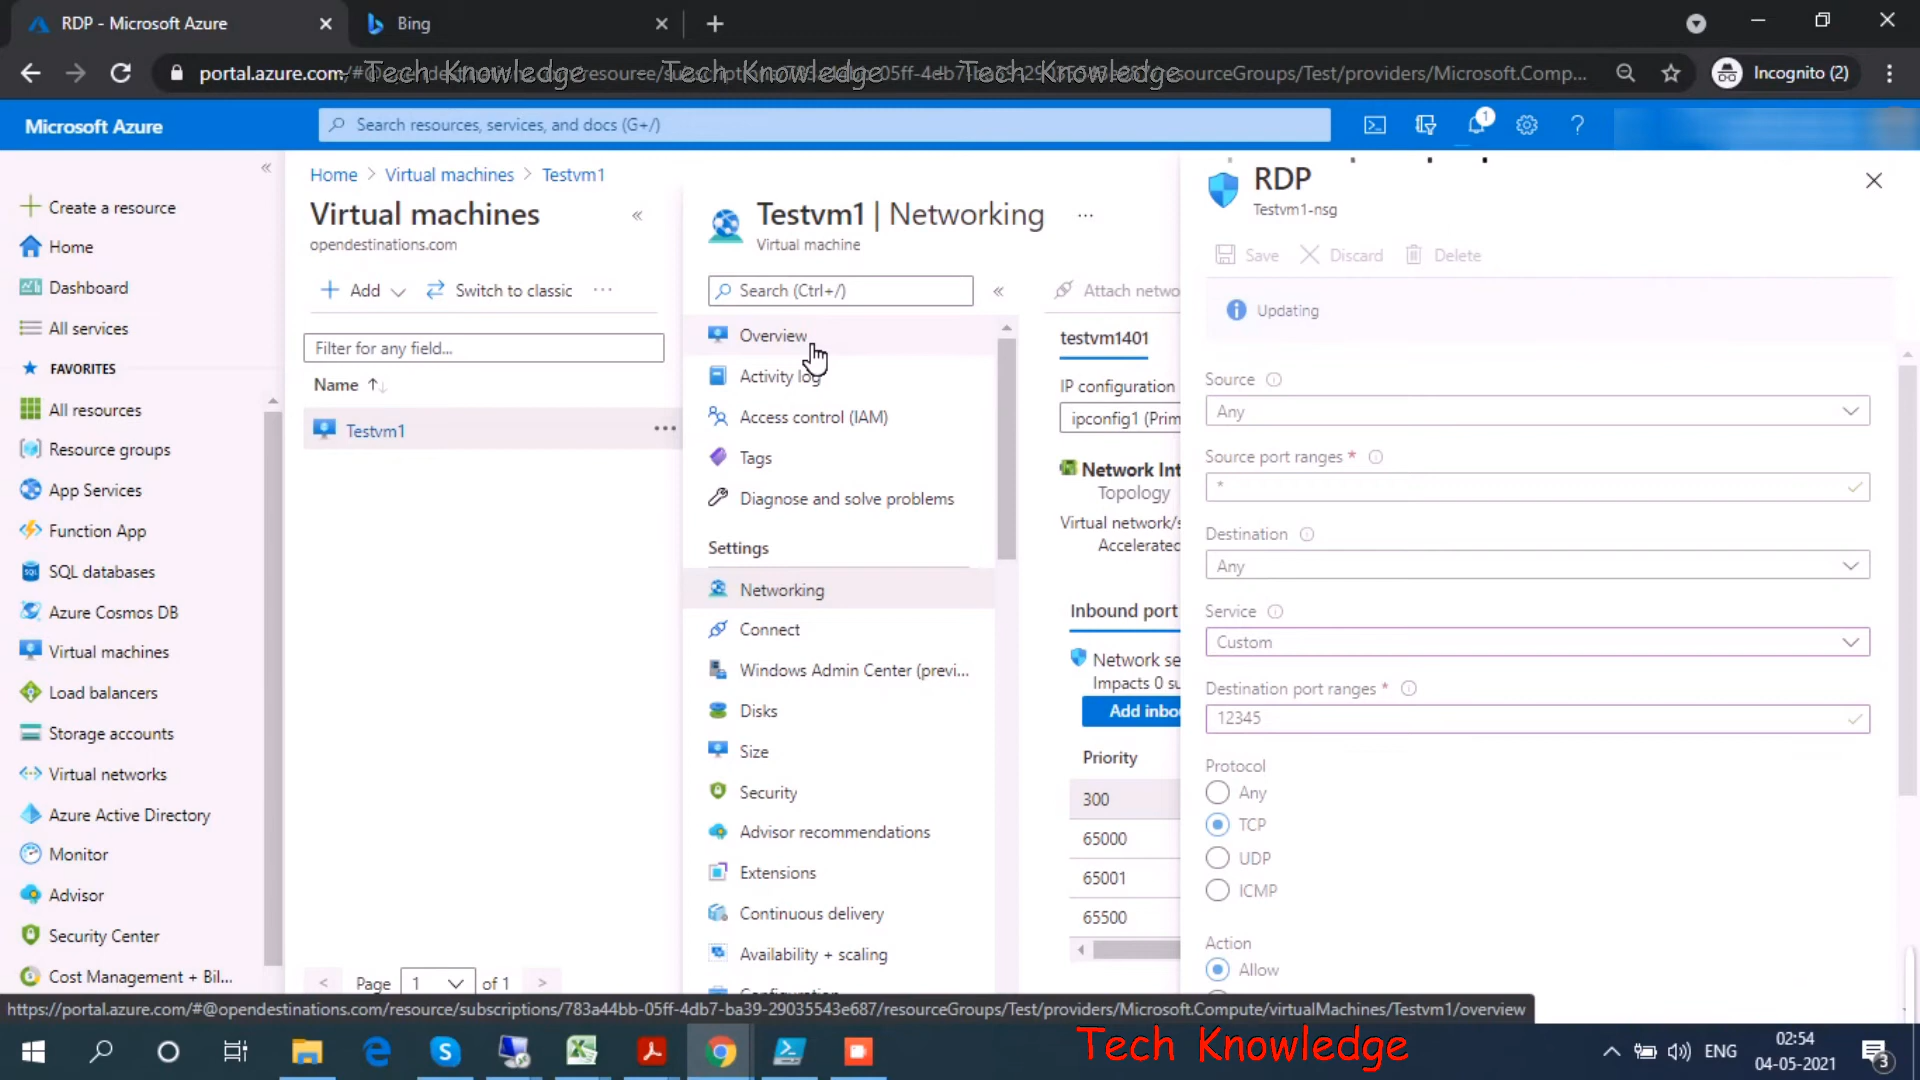 RDP - Microsoft Azure
Bing
portal.azure.com
Tech Knowledge - Tech Knowledge - Tech Knowledge
Incognito (2)
Microsoft Azure
Search resources, services, and docs (G+/)
1
Create a resource
Home
Dashboard
All services
FAVORITES
All resources
Resource groups
App Services
Function App
SQL databases
Azure Cosmos DB
Virtual machines
Load balancers
Storage accounts
Virtual networks
Azure Active Directory
Monitor
Advisor
Security Center
Cost Management + Bil...
Home > Virtual machines > Testvm1
Virtual machines
opendestinations.com
Add
Switch to classic
Filter for any field...
Name
Testvm1
Page 1 of 1
Testvm1 | Networking
Virtual machine
Search (Ctrl+/)
Overview
Activity log
Access control (IAM)
Tags
Diagnose and solve problems
Settings
Networking
Connect
Windows Admin Center (previ...
Disks
Size
Security
Advisor recommendations
Extensions
Continuous delivery
Availability + scaling
Attach netwo
testvm1401
IP configuration
ipconfig1 (Prim
Network Int
Topology
Virtual network/s
Accelerated
Inbound port
Network se
Impacts 0 su
Add inbo
Priority
300
65000
65001
65500
RDP
Testvm1-nsg
Save
Discard
Delete
Updating
Source
Any
Source port ranges *
*
Destination
Any
Service
Custom
Destination port ranges *
12345
Protocol
Any
TCP
UDP
ICMP
Action
Allow
https://portal.azure.com/#@opendestinations.com/resource/subscriptions/783a44bb-05ff-4db7-ba39-29035543e687/resourceGroups/Test/providers/Microsoft.Compute/virtualMachines/Testvm1/overview
Tech Knowledge
ENG
02:54
04-05-2021
3